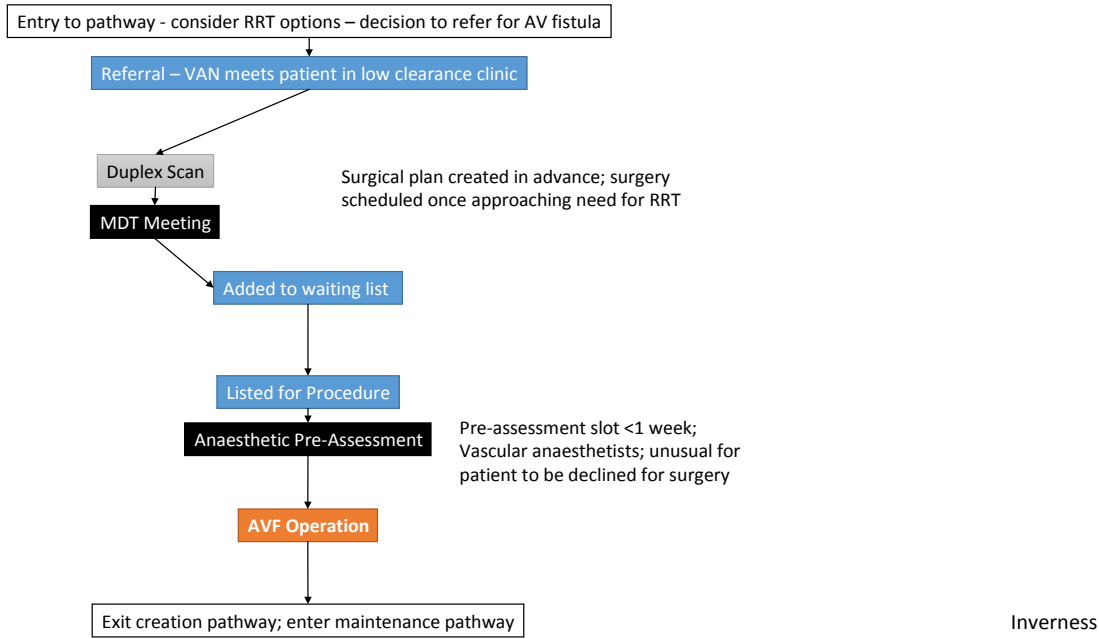 Entry to pathway - consider RRT options – decision to refer for AV fistula
Referral – VAN meets patient in low clearance clinic
Duplex Scan
Surgical plan created in advance; surgery
scheduled once approaching need for RRT
MDT Meeting
Added to waiting list
Listed for Procedure
Anaesthetic Pre-Assessment
Pre-assessment slot <1 week;
Vascular anaesthetists; unusual for
patient to be declined for surgery
AVF Operation
Exit creation pathway; enter maintenance pathway
Inverness